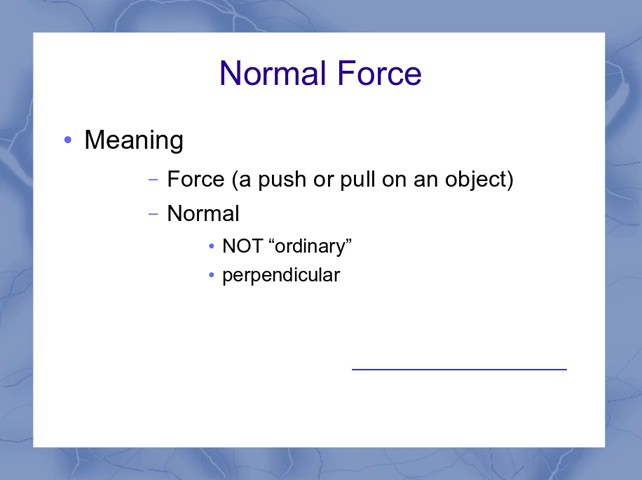 Normal Force
• Meaning
– Force (a push or pull on an object)
– Normal
• NOT “ordinary”
• perpendicular